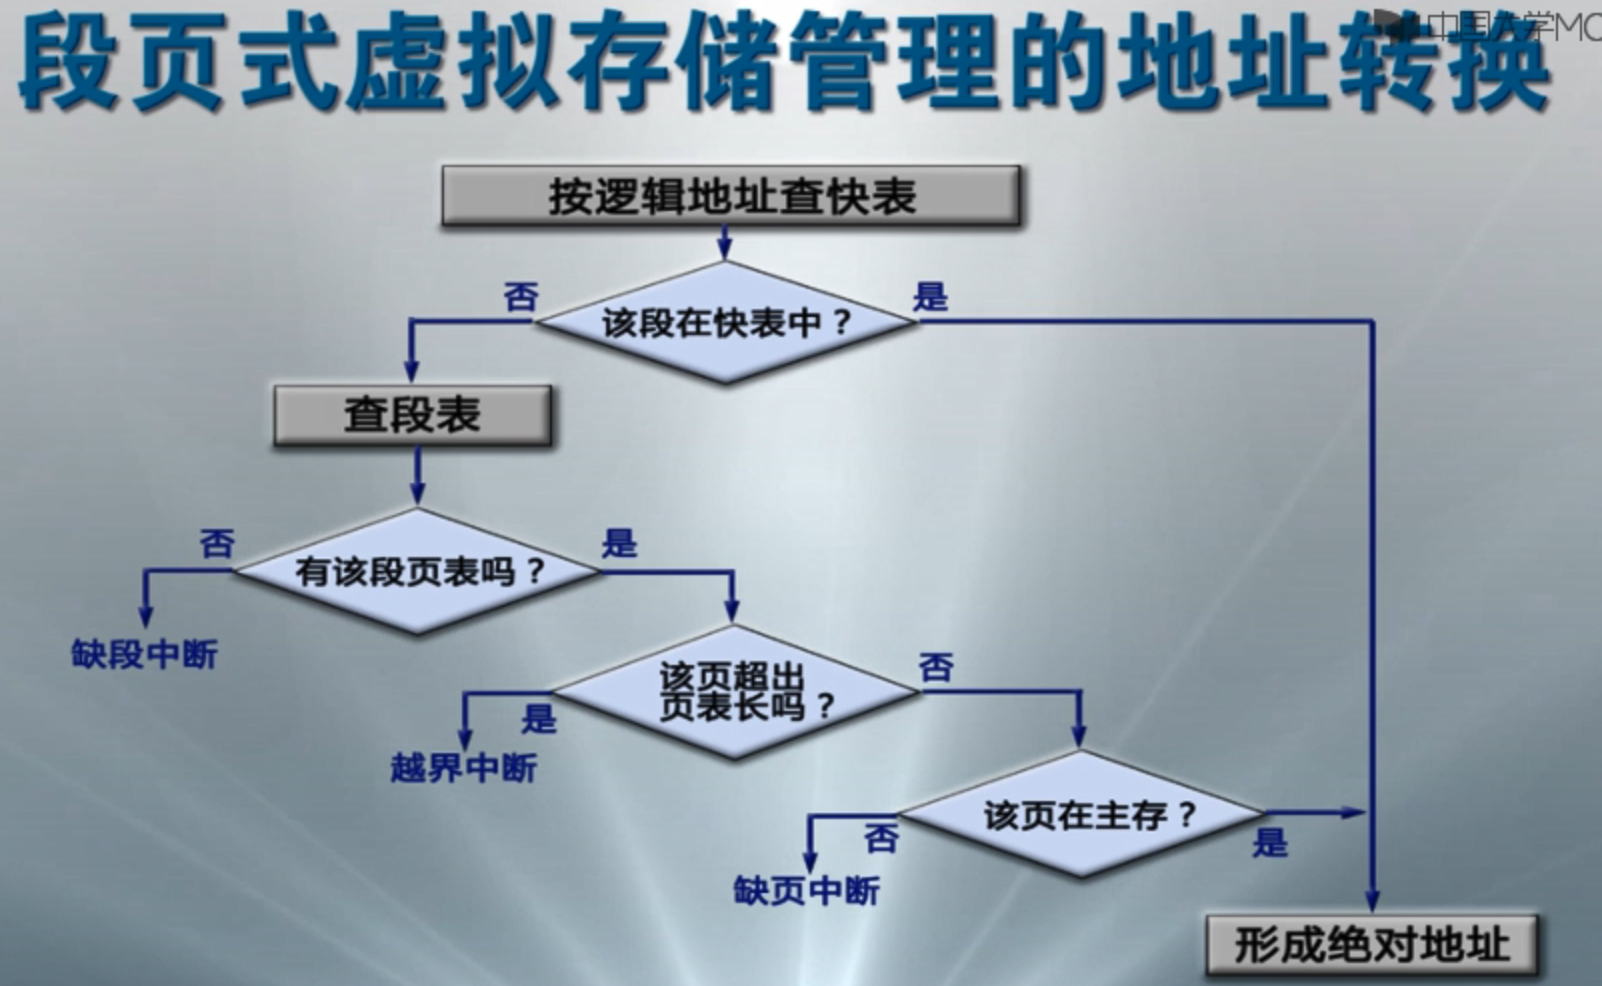 段页式虚拟存储管理的地址转换
中国大学MO
按逻辑地址查快表
否
是
该段在快表中？
查段表
否
是
有该段页表吗？
缺段中断
该页超出
页表长吗？
否
是
越界中断
该页在主存？
否
是
缺页中断
形成绝对地址